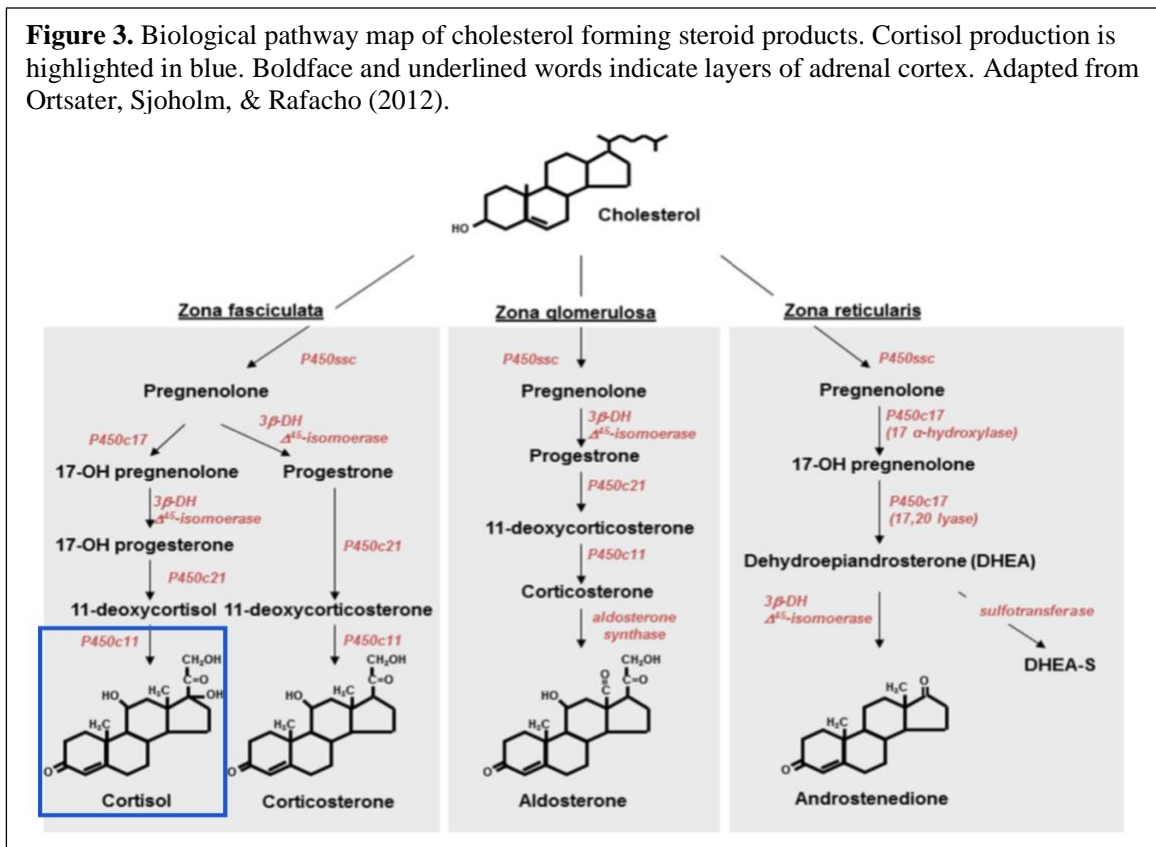 Figure 3. Biological pathway map of cholesterol forming steroid products. Cortisol production is
highlighted in blue. Boldface and underlined words indicate layers of adrenal cortex. Adapted from
Ortsater, Sjoholm, & Rafacho (2012).
HO
Cholesterol
Zona fasciculata
P450ssc
Pregnenolone
P450c17
3β-DH
Δ⁴⁵-isomoerase
17-OH pregnenolone
Progestrone
3β-DH
Δ⁴⁵-isomoerase
17-OH progesterone
P450c21
P450c21
11-deoxycortisol
11-deoxycorticosterone
P450c11
P450c11
CH₂OH
C=O
HO
H₃C
OH
H₃C
O
Cortisol
CH₂OH
C=O
HO
H₃C
H₃C
O
Corticosterone
Zona glomerulosa
P450ssc
Pregnenolone
3β-DH
Δ⁴⁵-isomoerase
Progestrone
P450c21
11-deoxycorticosterone
P450c11
Corticosterone
aldosterone
synthase
CH₂OH
O
C
C=O
HO
H₃C
O
Aldosterone
Zona reticularis
P450ssc
Pregnenolone
P450c17
(17 α-hydroxylase)
17-OH pregnenolone
P450c17
(17,20 lyase)
Dehydroepiandrosterone (DHEA)
3β-DH
Δ⁴⁵-isomoerase
sulfotransferase
DHEA-S
O
H₃C
H₃C
O
Androstenedione